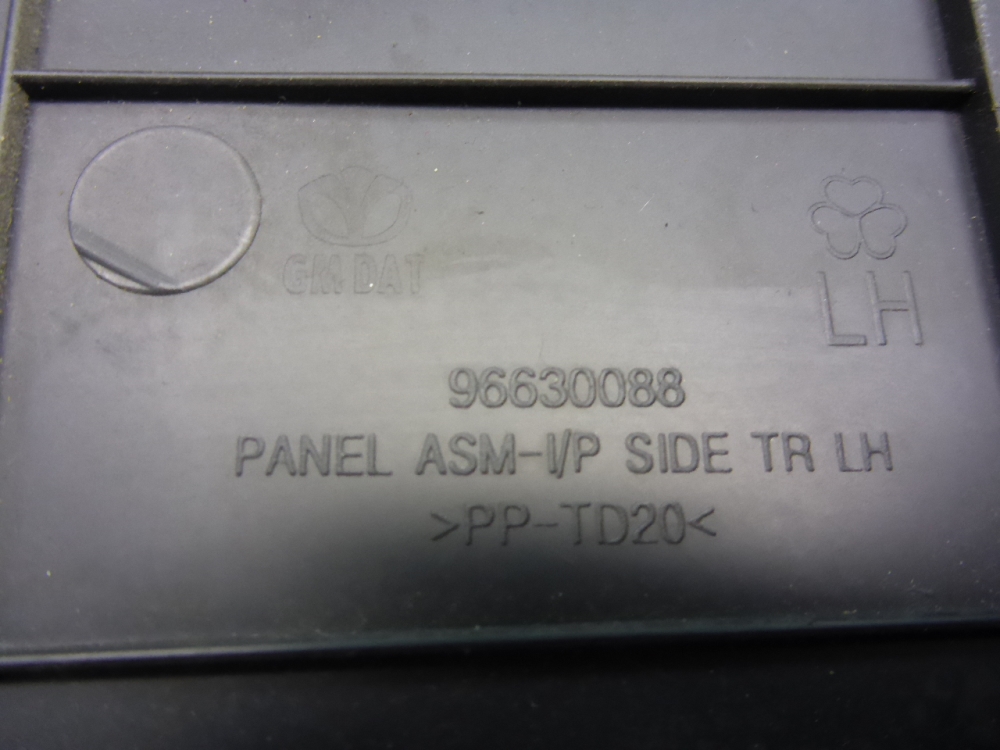 GM DAT
LH
96630088
PANEL ASM-I/P SIDE TR LH
>PP-TD20<